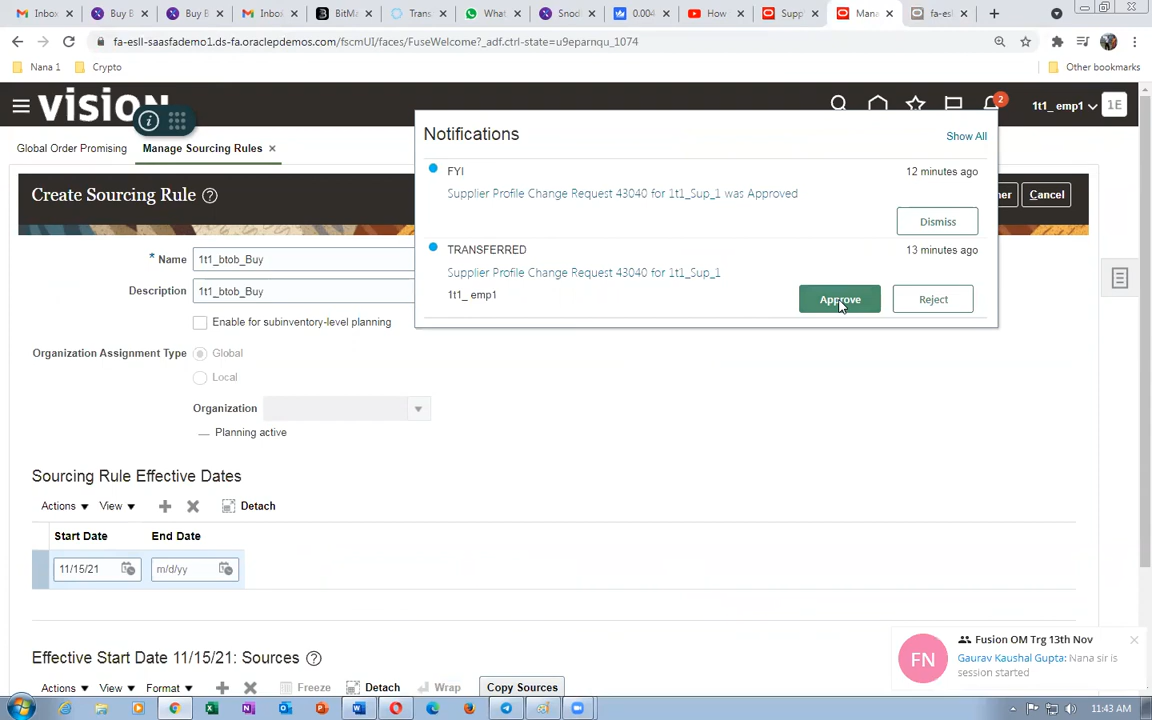 Inbox
Buy B
Buy B
Inbox
BitMa
Trans
What
Snod
0.004
How
Supp
Mana
fa-es
fa-esll-saasfademo1.ds-fa.oraclepdemos.com/fscmUI/faces/FuseWelcome?_adf.ctrl-state=u9eparnqu_1074
Nana 1
Crypto
Other bookmarks
vision
2
1t1_ emp1
1E
Global Order Promising
Manage Sourcing Rules
Create Sourcing Rule
Cancel
Notifications
Show All
FYI
12 minutes ago
Supplier Profile Change Request 43040 for 1t1_Sup_1 was Approved
Dismiss
TRANSFERRED
13 minutes ago
Supplier Profile Change Request 43040 for 1t1_Sup_1
1t1_ emp1
Approve
Reject
* Name 1t1_btob_Buy
Description 1t1_btob_Buy
Enable for subinventory-level planning
Organization Assignment Type Global
Local
Organization
Planning active
Sourcing Rule Effective Dates
Actions View Detach
Start Date End Date
11/15/21 m/d/yy
Effective Start Date 11/15/21: Sources
Actions View Format Freeze Detach Wrap Copy Sources
FN
Fusion OM Trg 13th Nov
Gaurav Kaushal Gupta: Nana sir is
session started
11:43 AM